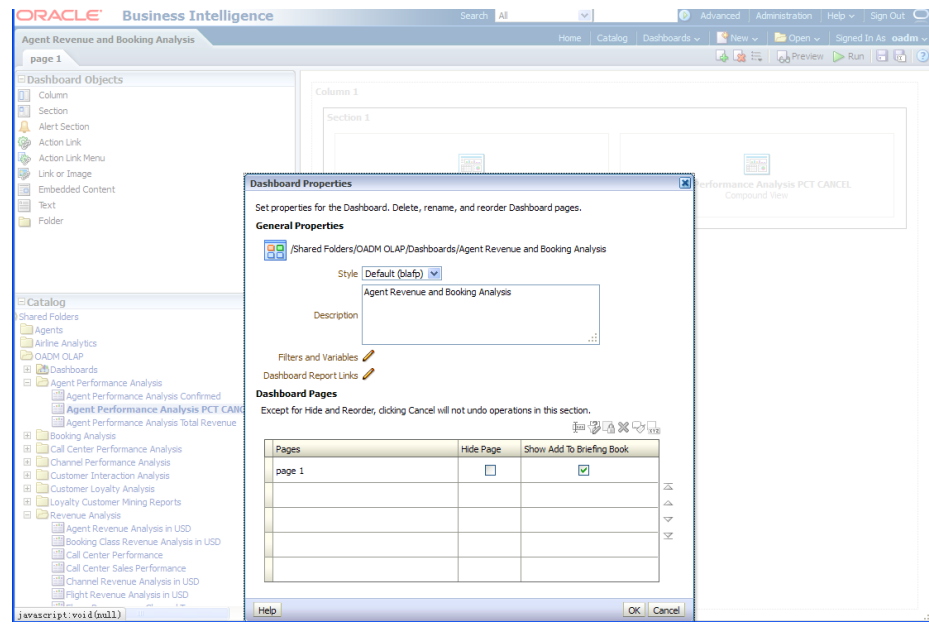 ORACLE Business Intelligence
Search All
Advanced Administration Help Sign Out
Agent Revenue and Booking Analysis
Home Catalog Dashboards New Open Signed In As oadm
page 1
Preview Run
Dashboard Objects
Column
Section
Alert Section
Action Link
Action Link Menu
Link or Image
Embedded Content
Text
Folder
Column 1
Section 1
erformance Analysis PCT CANCEL
Compound View
Catalog
Shared Folders
Agents
Airline Analytics
OADM OLAP
Dashboards
Agent Performance Analysis
Agent Performance Analysis Confirmed
Agent Performance Analysis PCT CANC
Agent Performance Analysis Total Revenue
Booking Analysis
Call Center Performance Analysis
Channel Performance Analysis
Customer Interaction Analysis
Customer Loyalty Analysis
Loyalty Customer Mining Reports
Revenue Analysis
Agent Revenue Analysis in USD
Booking Class Revenue Analysis in USD
Call Center Performance
Call Center Sales Performance
Channel Revenue Analysis in USD
Flight Revenue Analysis in USD
javascript:void(null)
Dashboard Properties
Set properties for the Dashboard. Delete, rename, and reorder Dashboard pages.
General Properties
/Shared Folders/OADM OLAP/Dashboards/Agent Revenue and Booking Analysis
Style Default (blafp)
Description Agent Revenue and Booking Analysis
Filters and Variables
Dashboard Report Links
Dashboard Pages
Except for Hide and Reorder, clicking Cancel will not undo operations in this section.
Pages Hide Page Show Add To Briefing Book
page 1
Help OK Cancel